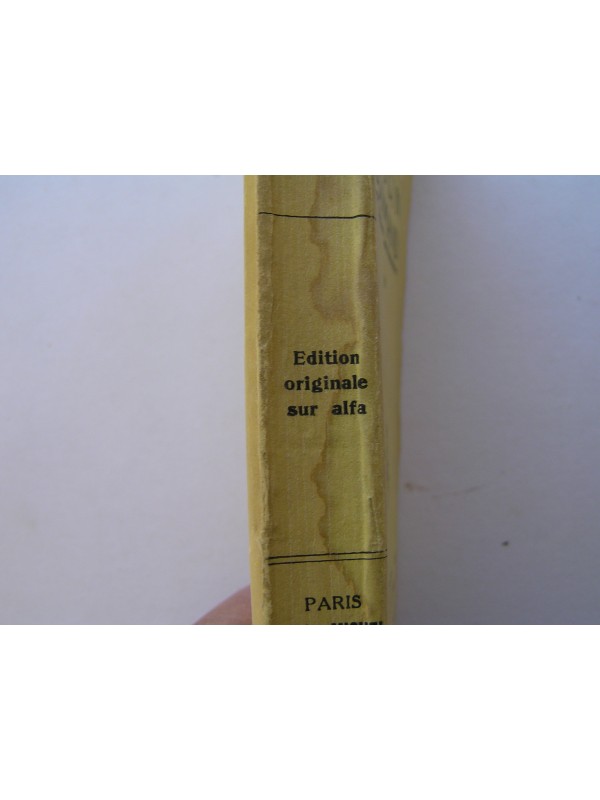 Edition
originale
sur alfa
PARIS